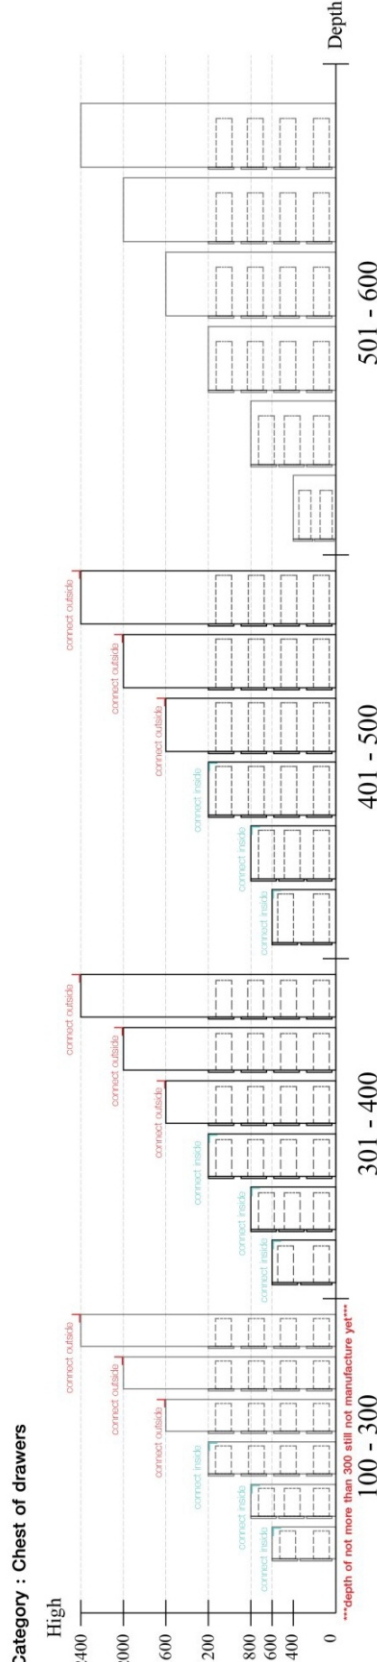 Category : Chest of drawers
High
2400
connect outside
connect outside
connect outside
2000
connect outside
connect outside
connect outside
600
connect outside
connect outside
connect outside
200
connect inside
connect inside
connect inside
800
connect inside
connect inside
connect inside
600
connect inside
connect inside
connect inside
400
0
Depth
***depth of not more than 300 still not manufacture yet***
100 - 300
301 - 400
401 - 500
501 - 600